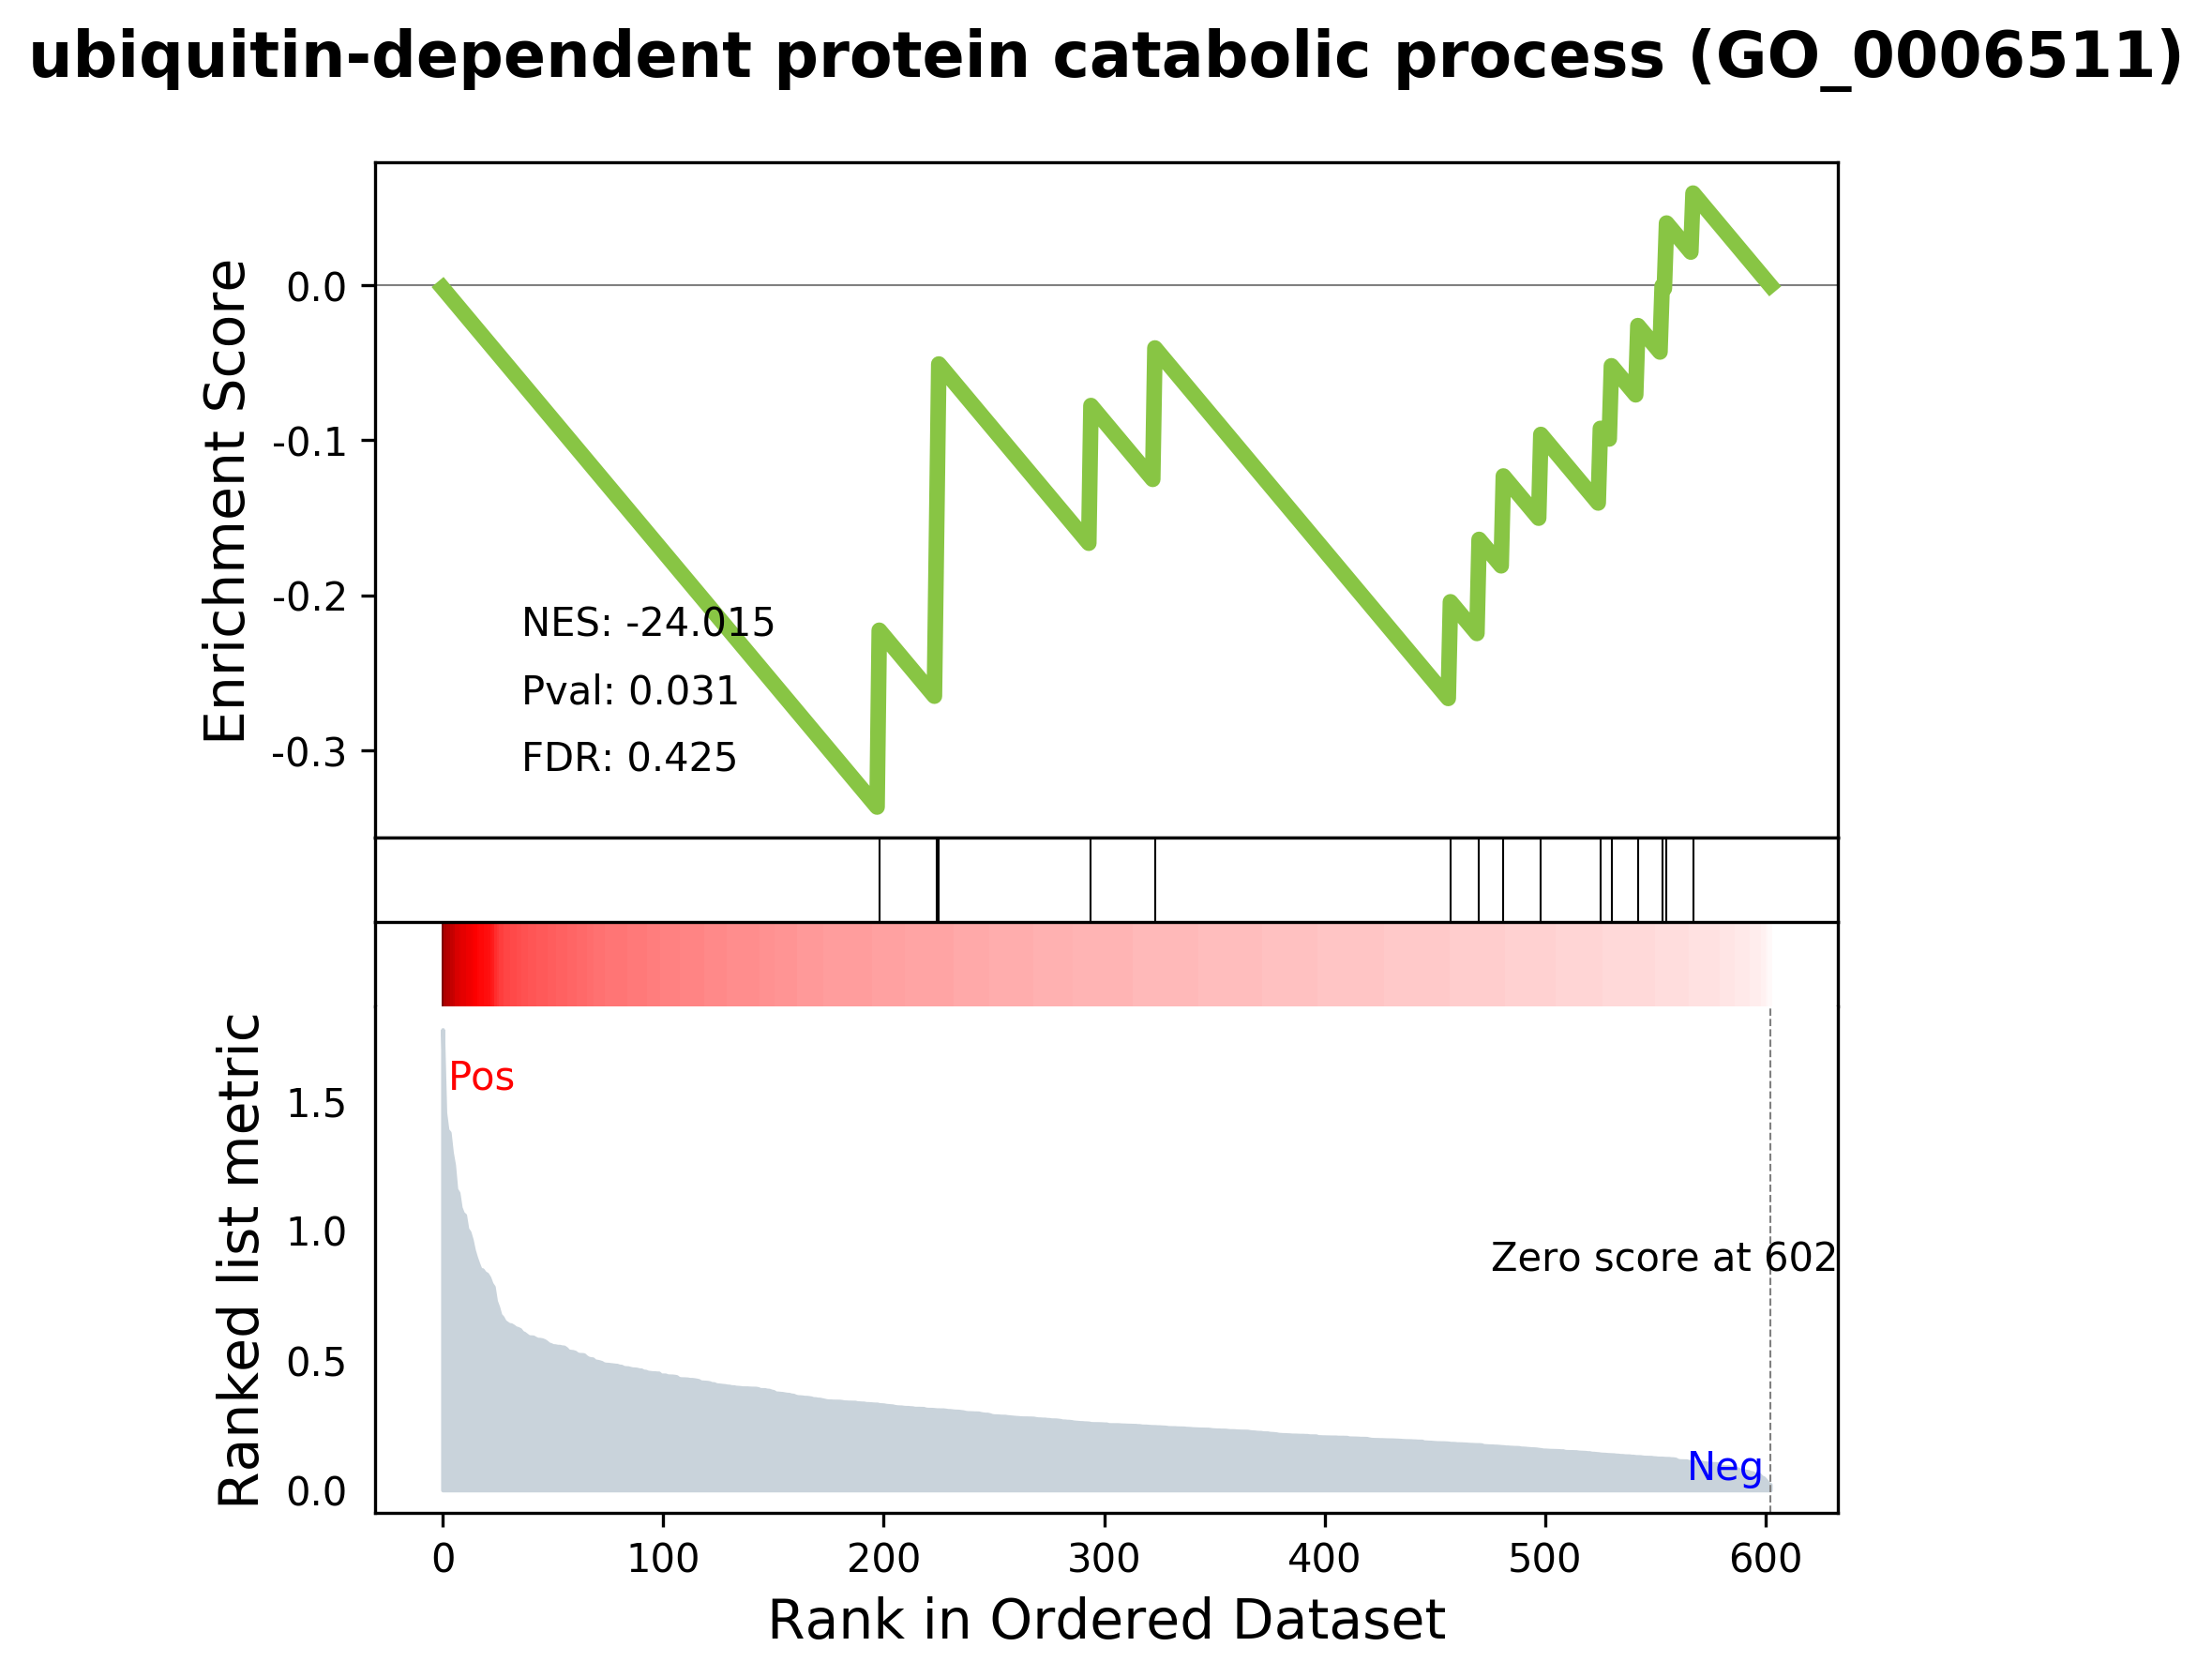 ubiquitin-dependent protein catabolic process (GO_0006511)
Enrichment Score
0.0
-0.1
-0.2
-0.3
NES: -24.015
Pval: 0.031
FDR: 0.425
Ranked list metric
1.5
1.0
0.5
0.0
Pos
Zero score at 602
Neg
0 100 200 300 400 500 600
Rank in Ordered Dataset